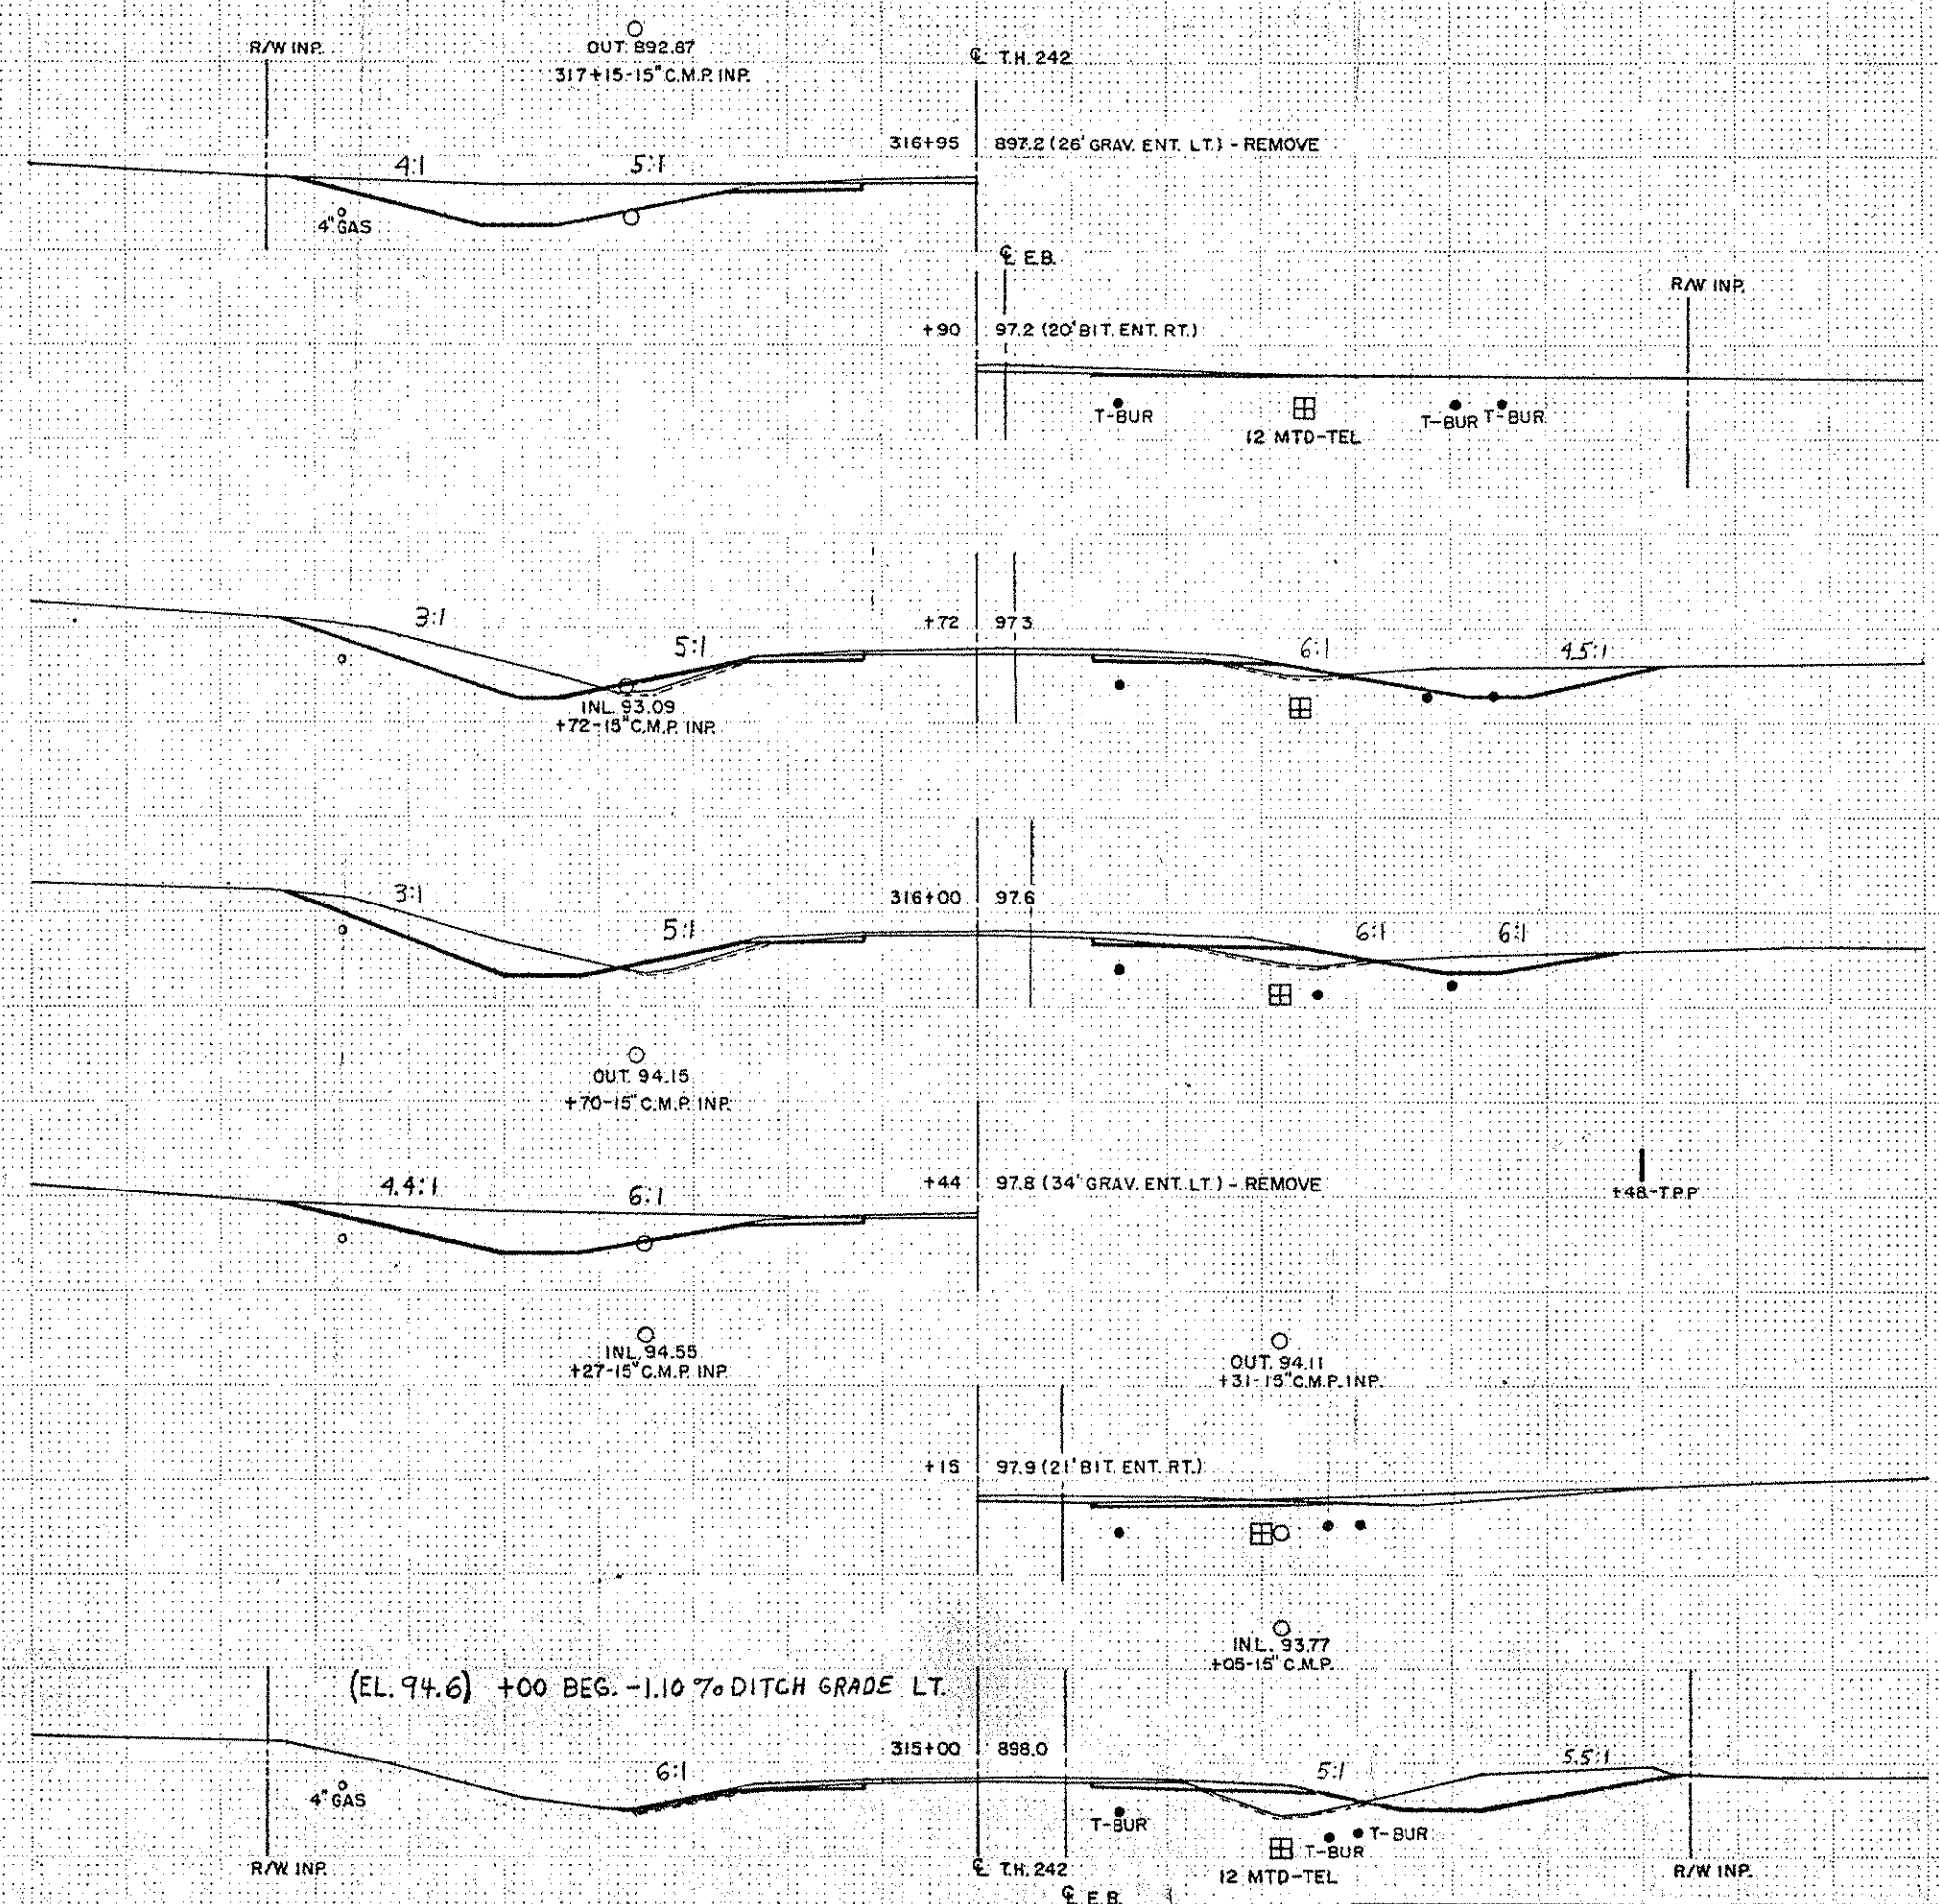 R/W INP.
OUT. 892.87
317+15-15" C.M.P. INP.
℄ T.H. 242
316+95 897.2 (26' GRAV. ENT. LT.) - REMOVE
4:1 5:1
4" GAS
℄ E.B.
R/W INP.
+90 97.2 (20' BIT. ENT. RT.)
T-BUR
12 MTD-TEL
T-BUR T-BUR
3:1
5:1
+72 97.3
6:1 4.5:1
INL. 93.09
+72-15" C.M.P. INP.
3:1
5:1
316+00 97.6
6:1 6:1
OUT. 94.15
+70-15" C.M.P. INP.
4.4:1 6:1
+44 97.8 (34' GRAV. ENT. LT.) - REMOVE
+48-T.P.P.
INL. 94.55
+27-15" C.M.P. INP.
OUT. 94.11
+31-15" C.M.P. INP.
+15 97.9 (21' BIT. ENT. RT.)
INL. 93.77
+05-15" C.M.P.
(EL. 94.6) +00 BEG. -1.10 % DITCH GRADE LT.
315+00 898.0
6:1
5:1 5.5:1
4" GAS
T-BUR
T-BUR
T-BUR
12 MTD-TEL
R/W INP.
℄ T.H. 242
R/W INP.
℄ E.B.